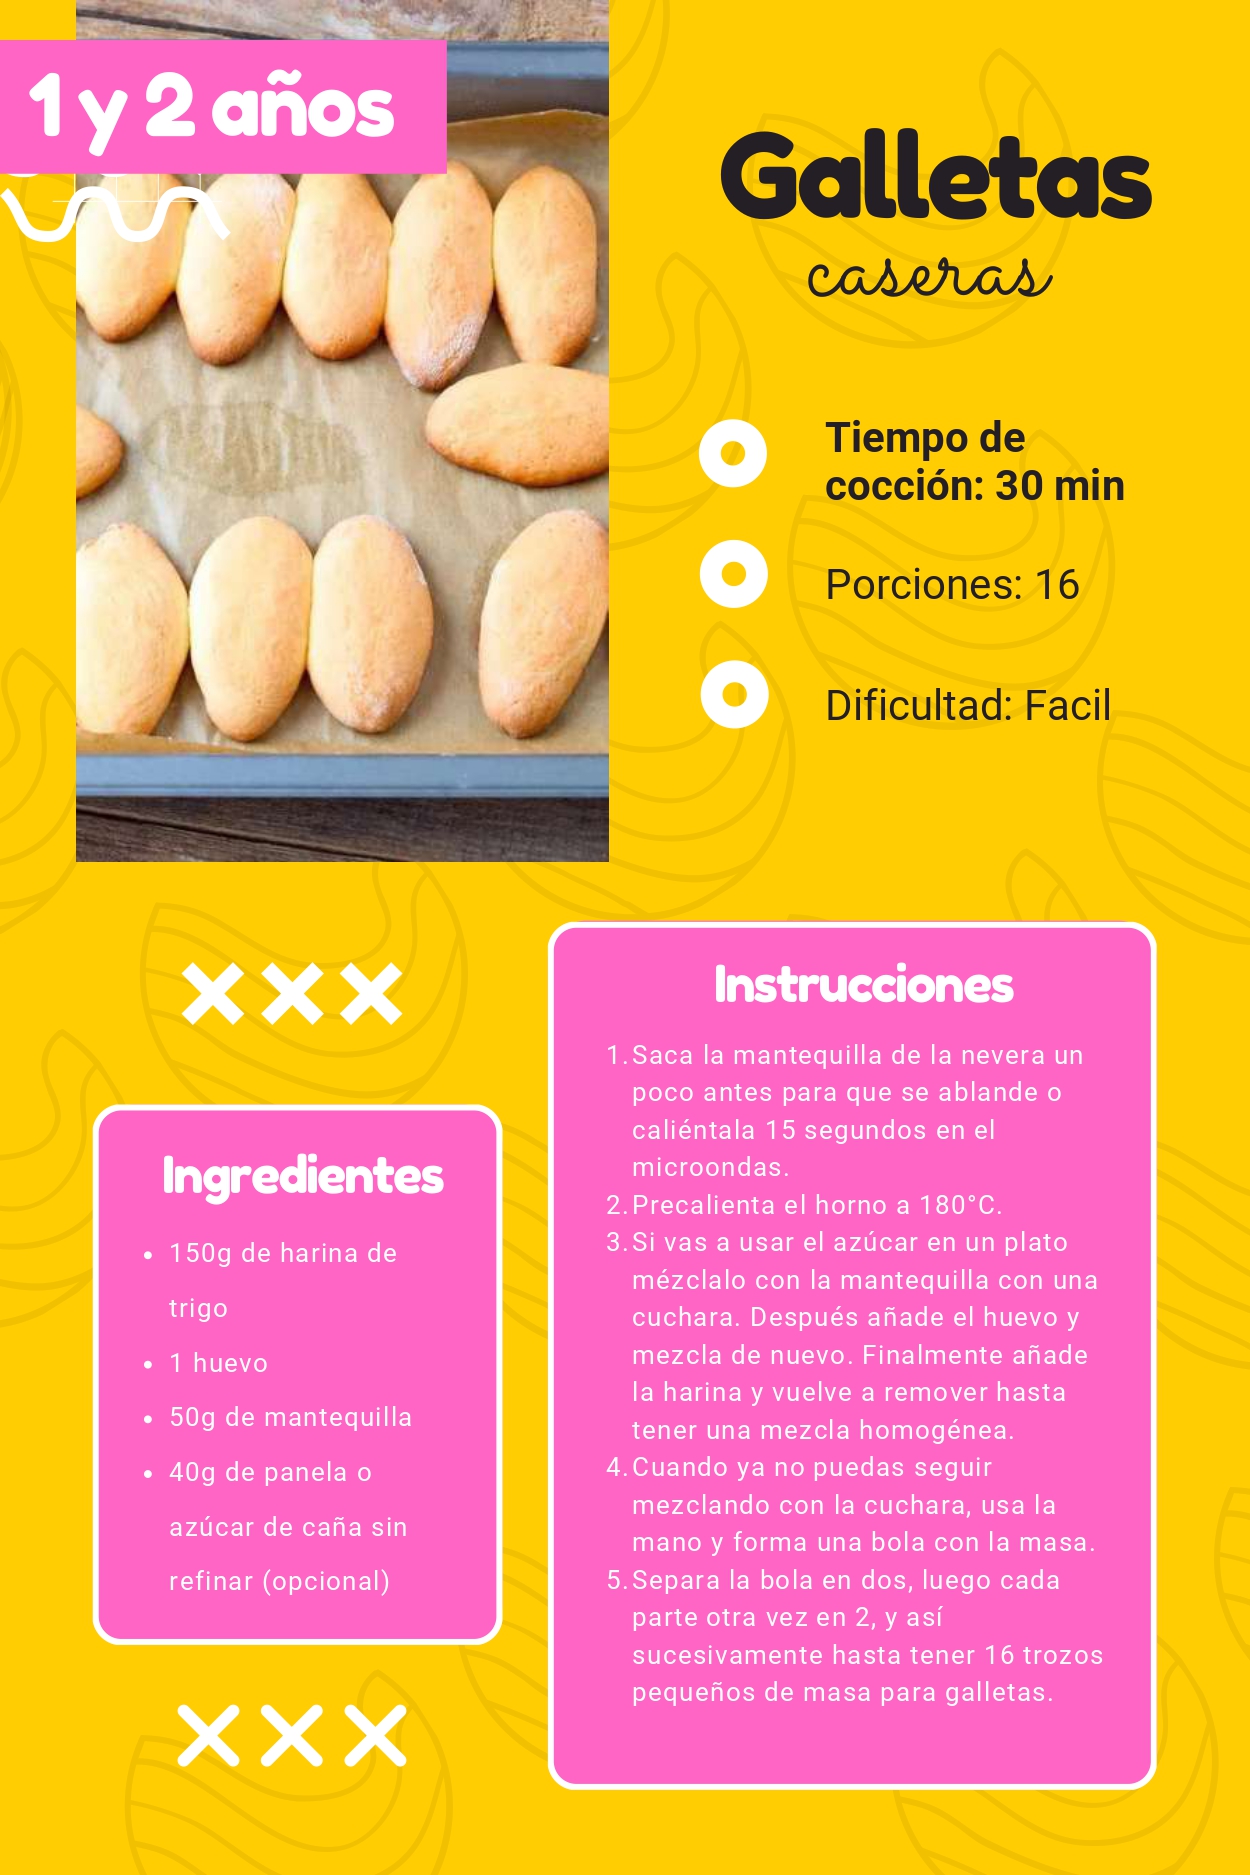 1 y 2 años
Galletas
caseras
Tiempo de
cocción: 30 min
Porciones: 16
Dificultad: Facil
Ingredientes
• 150g de harina de
trigo
• 1 huevo
• 50g de mantequilla
• 40g de panela o
azúcar de caña sin
refinar (opcional)
Instrucciones
1. Saca la mantequilla de la nevera un
poco antes para que se ablande o
caliéntala 15 segundos en el
microondas.
2. Precalienta el horno a 180°C.
3. Si vas a usar el azúcar en un plato
mézclalo con la mantequilla con una
cuchara. Después añade el huevo y
mezcla de nuevo. Finalmente añade
la harina y vuelve a remover hasta
tener una mezcla homogénea.
4. Cuando ya no puedas seguir
mezclando con la cuchara, usa la
mano y forma una bola con la masa.
5. Separa la bola en dos, luego cada
parte otra vez en 2, y así
sucesivamente hasta tener 16 trozos
pequeños de masa para galletas.